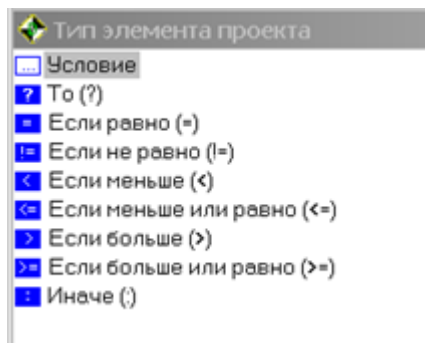 Тип элемента проекта
... Условие
? То (?)
= Если равно (=)
!= Если не равно (!=)
< Если меньше (<)
<= Если меньше или равно (<=)
> Если больше (>)
>= Если больше или равно (>=)
: Иначе (:)